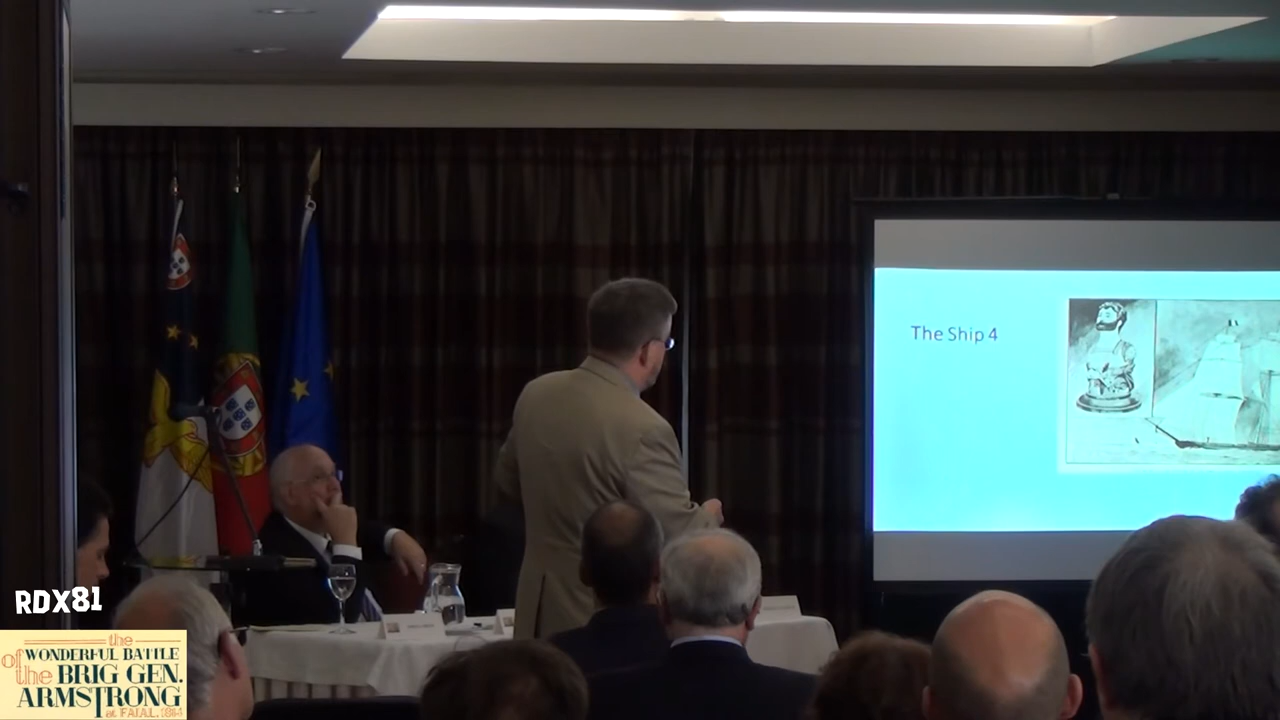 The Ship 4
RDX81
the
of WONDERFUL BATTLE
the BRIG GEN.
ARMSTRONG
at FAIAL. 1814